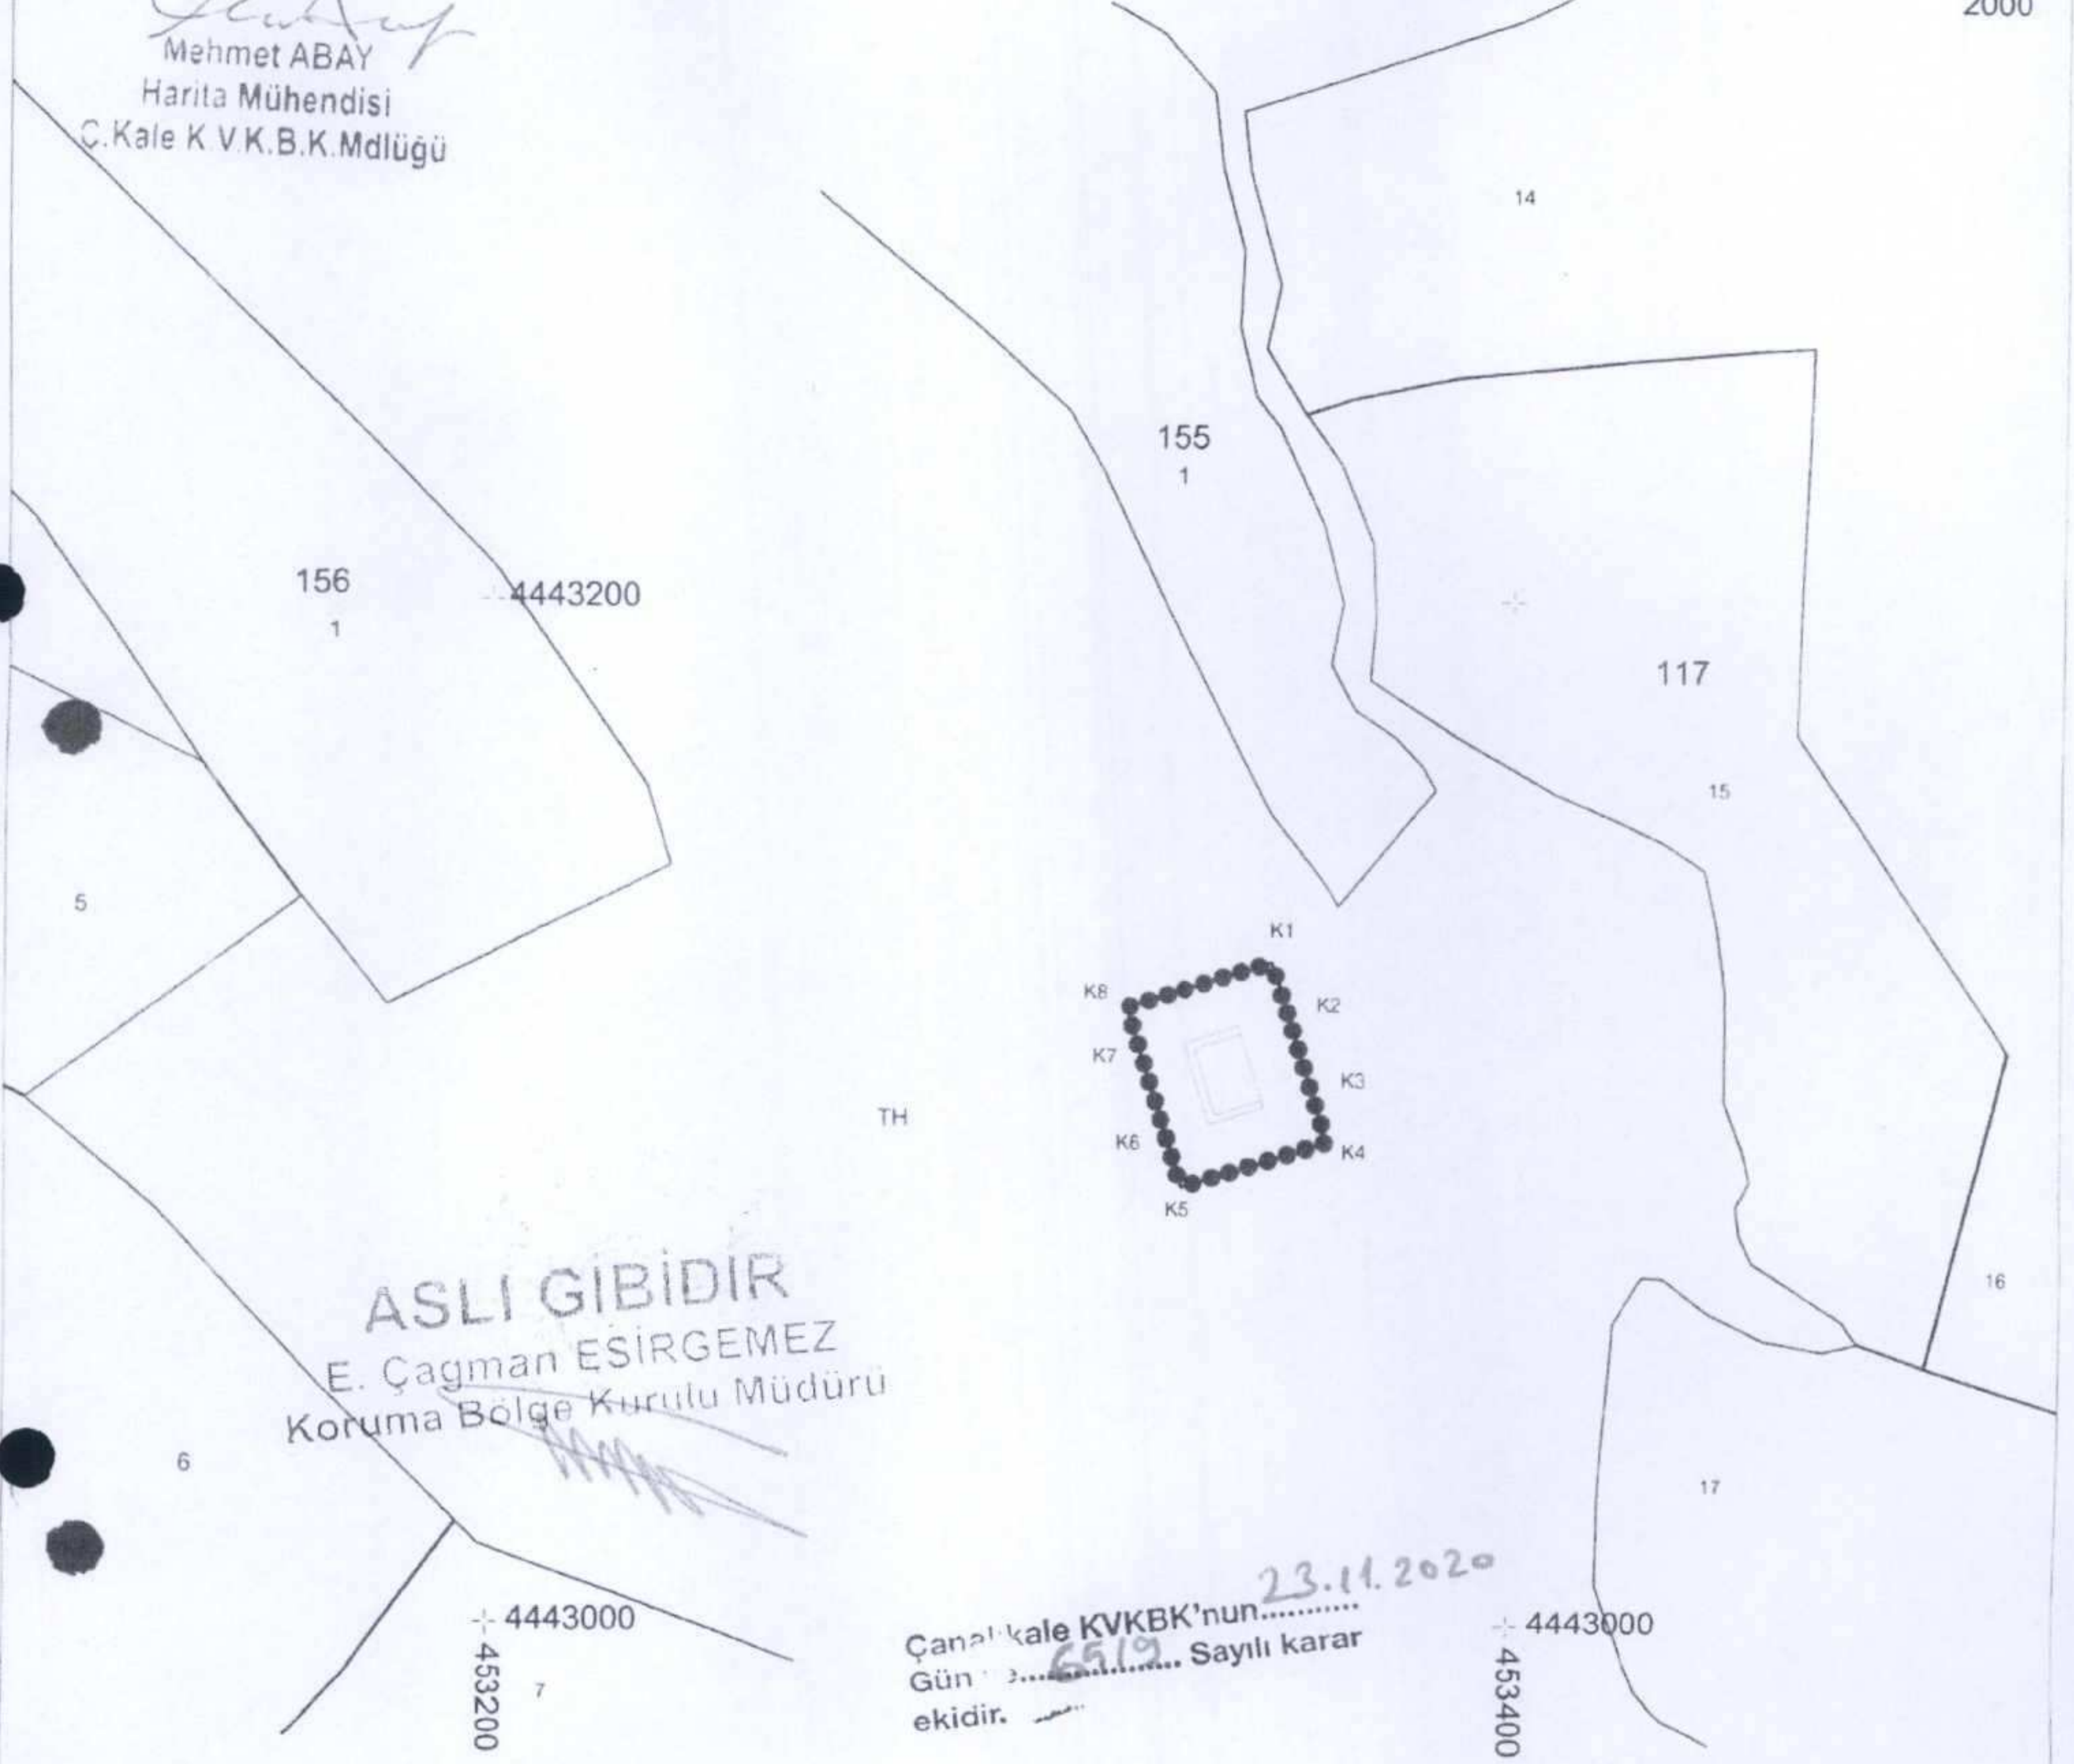 2000
Mehmet ABAY
Harita Mühendisi
Ç.Kale K.V.K.B.K.Mdlüğü
14
155
1
156
1
4443200
117
15
5
K1
K8
K2
K7
K3
TH
K6
K4
K5
16
ASLI GİBİDİR
E. Çagman ESİRGEMEZ
Koruma Bölge Kurulu Müdürü
6
17
23.11.2020
Çanakkale KVKBK'nun...........
Gün ................ Sayılı karar
ekidir.
4443000
453200
7
4443000
453400